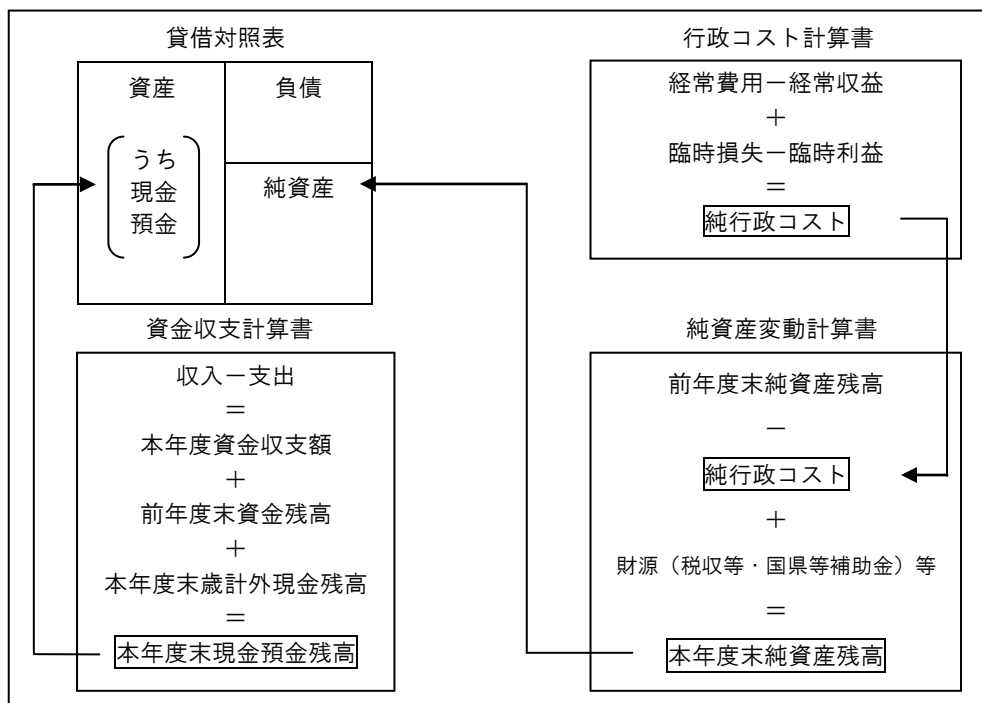 貸借対照表
資産
負債
うち
現金
預金
純資産
行政コスト計算書
経常費用－経常収益
＋
臨時損失－臨時利益
＝
純行政コスト
資金収支計算書
収入－支出
＝
本年度資金収支額
＋
前年度末資金残高
＋
本年度末歳計外現金残高
＝
本年度末現金預金残高
純資産変動計算書
前年度末純資産残高
－
純行政コスト
＋
財源（税収等・国県等補助金）等
＝
本年度末純資産残高